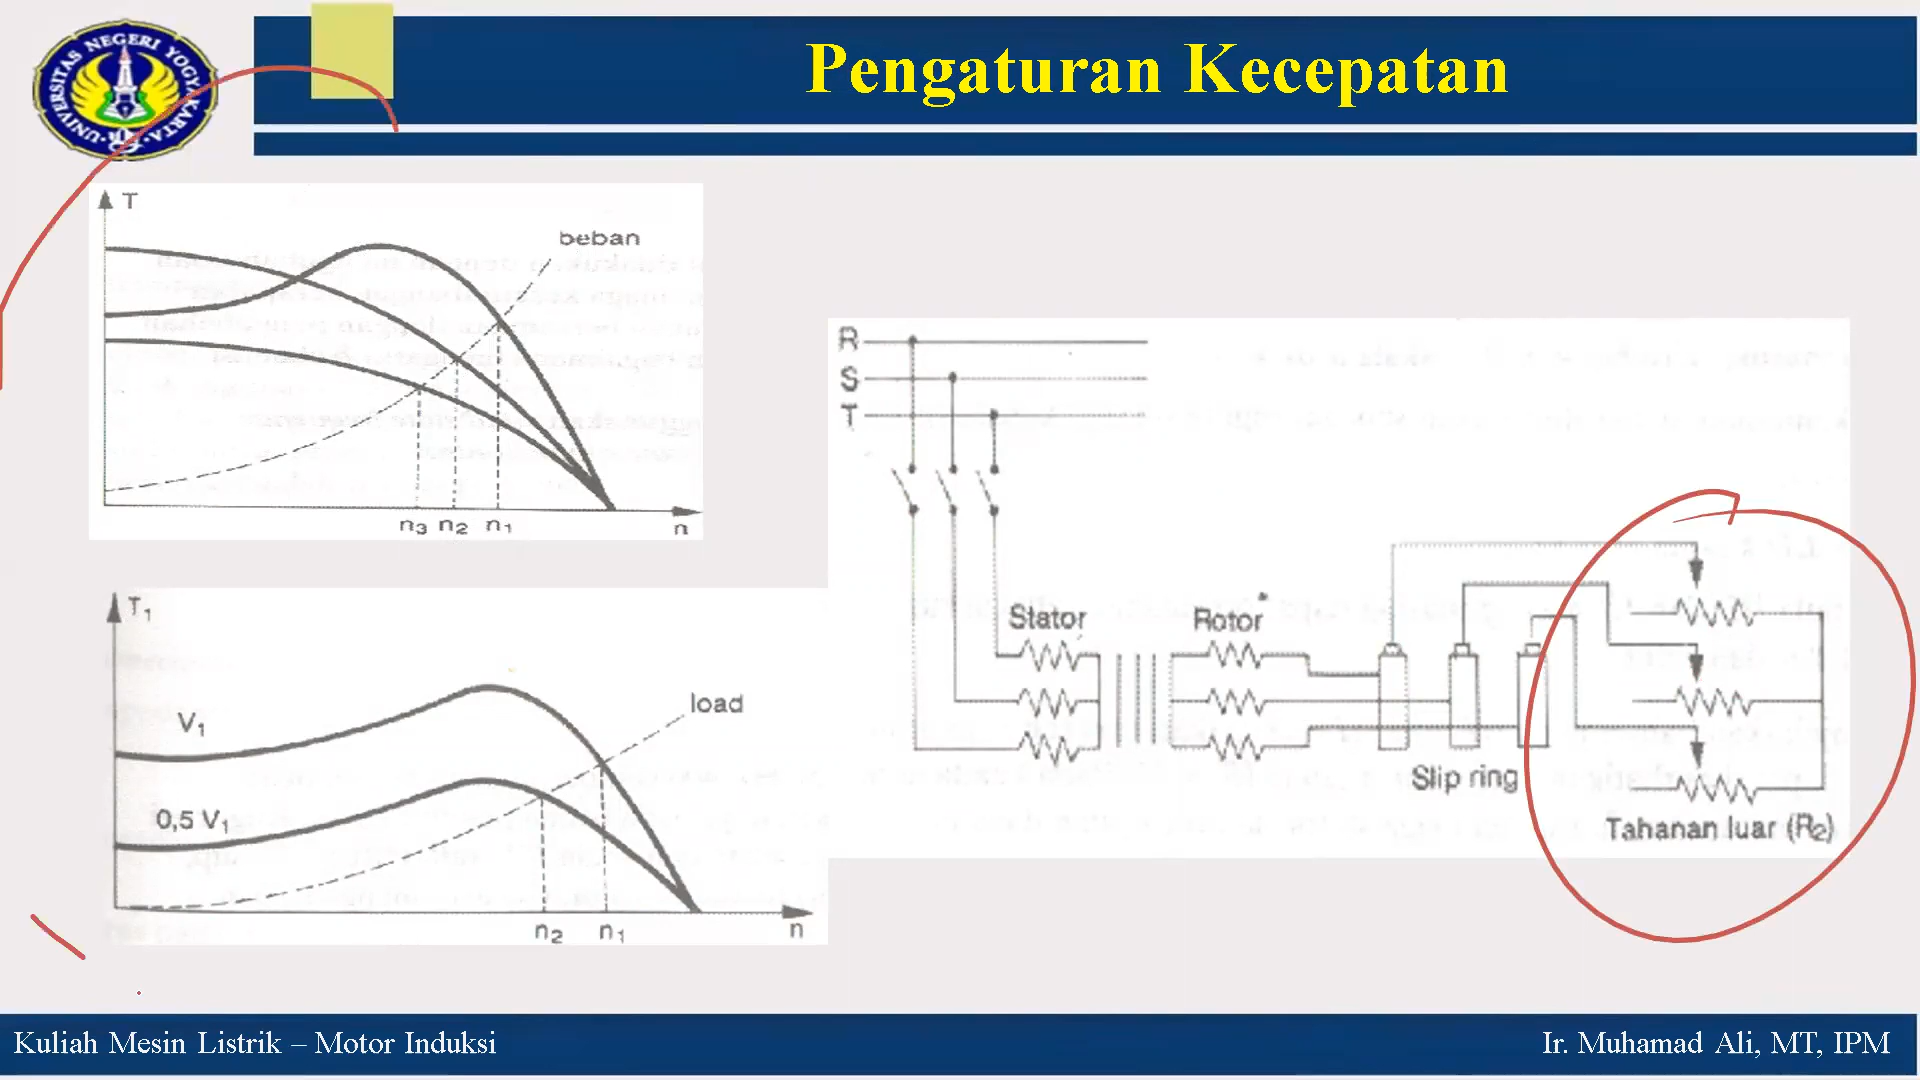 Pengaturan Kecepatan
UNIVERSITAS NEGERI YOGYAKARTA
T
beban
n3 n2 n1
n
T1
V1
0,5 V1
load
n2 n1
n
R
S
T
Stator
Rotor
Slip ring
Tahanan luar (R2)
Kuliah Mesin Listrik – Motor Induksi
Ir. Muhamad Ali, MT, IPM